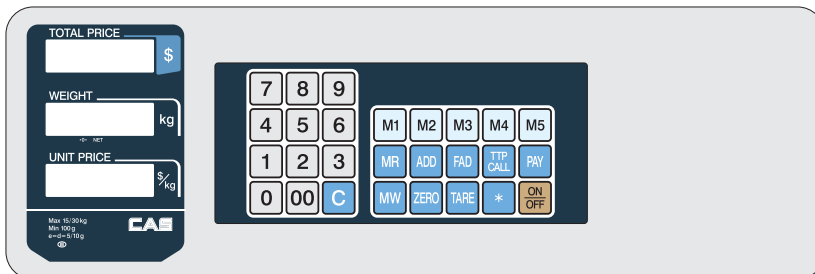 TOTAL PRICE
$
WEIGHT
kg
-0- NET
UNIT PRICE
$/kg
Max 15/30kg
Min 100g
e=d=5/10g
CAS
7 8 9
4 5 6
1 2 3
0 00 C
M1 M2 M3 M4 M5
MR ADD FAD TTP CALL PAY
MW ZERO TARE * ON/OFF